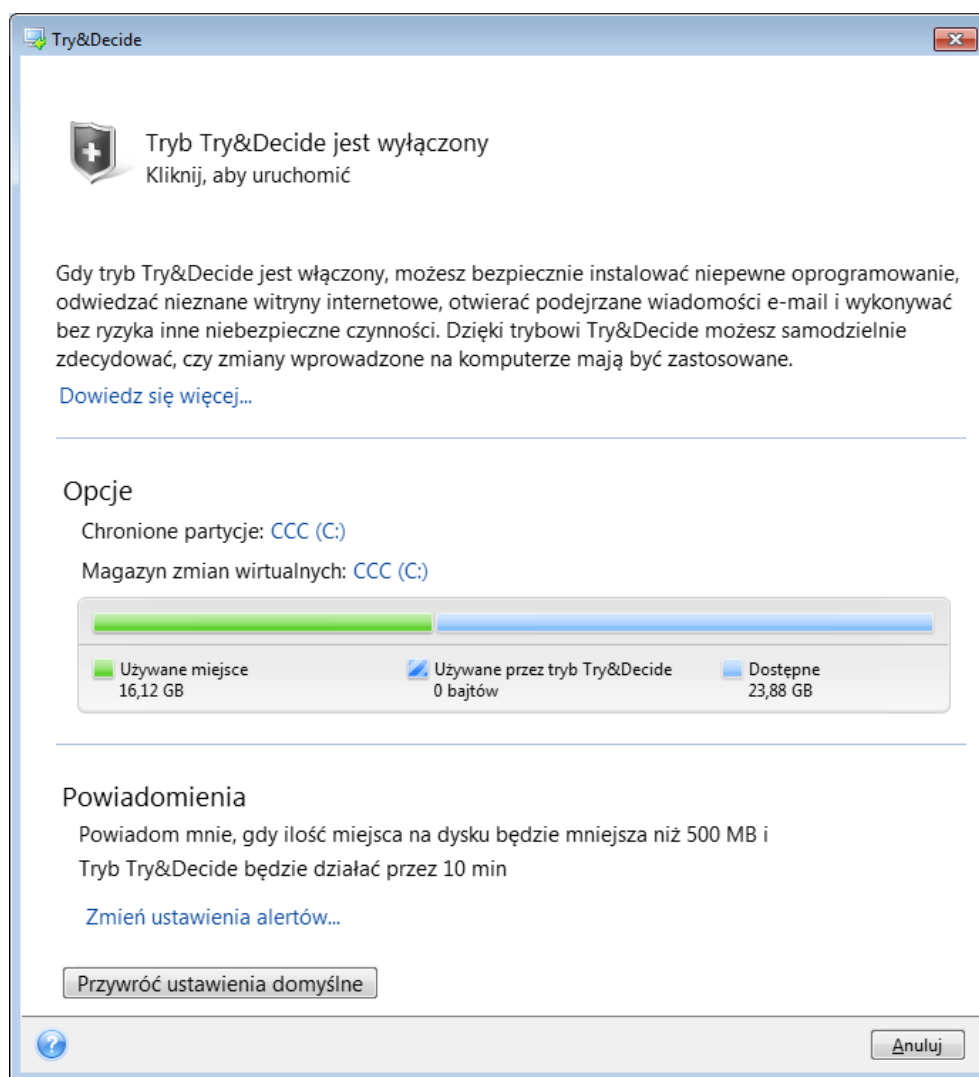 Try&Decide
Tryb Try&Decide jest wyłączony
Kliknij, aby uruchomić
Gdy tryb Try&Decide jest włączony, możesz bezpiecznie instalować niepewne oprogramowanie,
odwiedzać nieznane witryny internetowe, otwierać podejrzane wiadomości e-mail i wykonywać
bez ryzyka inne niebezpieczne czynności. Dzięki trybowi Try&Decide możesz samodzielnie
zdecydować, czy zmiany wprowadzone na komputerze mają być zastosowane.
Dowiedz się więcej...
Opcje
Chronione partycje: CCC (C:)
Magazyn zmian wirtualnych: CCC (C:)
Używane miejsce
16,12 GB
Używane przez tryb Try&Decide
0 bajtów
Dostępne
23,88 GB
Powiadomienia
Powiadom mnie, gdy ilość miejsca na dysku będzie mniejsza niż 500 MB i
Tryb Try&Decide będzie działać przez 10 min
Zmień ustawienia alertów...
Przywróć ustawienia domyślne
Anuluj